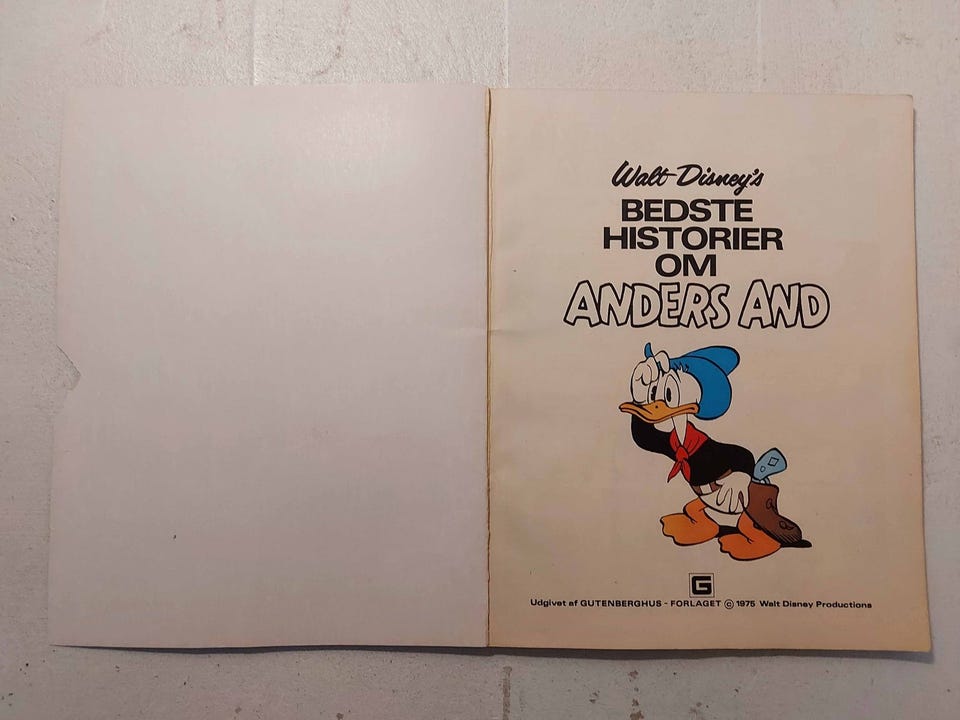 Walt Disney's
BEDSTE
HISTORIER
OM
ANDERS AND
G
Udgivet af GUTENBERGHUS - FORLAGET © 1975 Walt Disney Productions